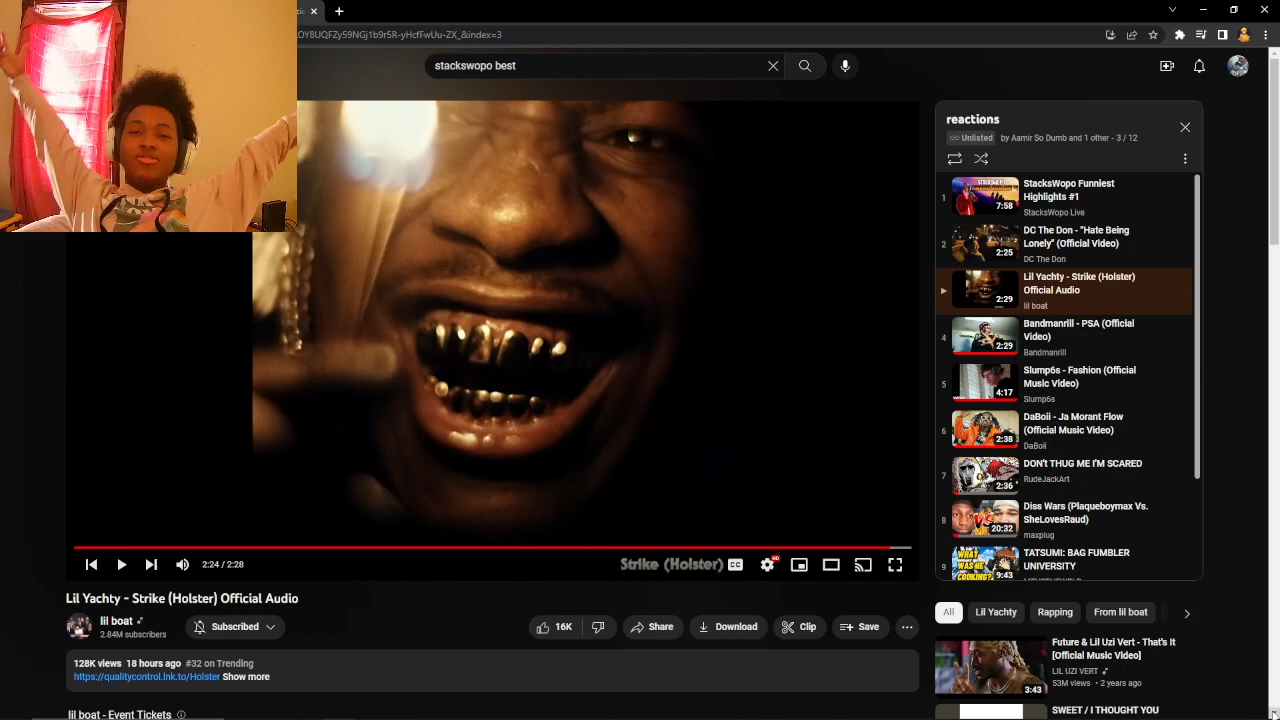 OY8UQFZy59NGj1b9r5R-yHcfFwUu-ZX_&index=3
stackswopo best
reactions
Unlisted by Aamir So Dumb and 1 other - 3 / 12
1
StacksWopo Funniest
Highlights #1
StacksWopo Live
7:58
2
DC The Don - "Hate Being
Lonely" (Official Video)
DC The Don
2:25
Lil Yachty - Strike (Holster)
Official Audio
lil boat
2:29
4
Bandmanrill - PSA (Official
Video)
Bandmanrill
2:29
5
Slump6s - Fashion (Official
Music Video)
Slump6s
4:17
6
DaBoii - Ja Morant Flow
(Official Music Video)
DaBoii
2:38
7
DON'T THUG ME I'M SCARED
RudeJackArt
2:36
8
Diss Wars (Plaqueboymax Vs.
SheLovesRaud)
maxplug
VS
20:32
9
TATSUMI: BAG FUMBLER
UNIVERSITY
WHAT
WAS HE
COOKING?
9:43
2:24 / 2:28
Strike (Holster)
CC
HD
Lil Yachty - Strike (Holster) Official Audio
lil boat
2.84M subscribers
Subscribed
16K
Share
Download
Clip
Save
128K views 18 hours ago #32 on Trending
https://qualitycontrol.lnk.to/Holster Show more
lil boat - Event Tickets
All
Lil Yachty
Rapping
From lil boat
Future & Lil Uzi Vert - That's It
[Official Music Video]
LIL UZI VERT
53M views • 2 years ago
3:43
SWEET / I THOUGHT YOU